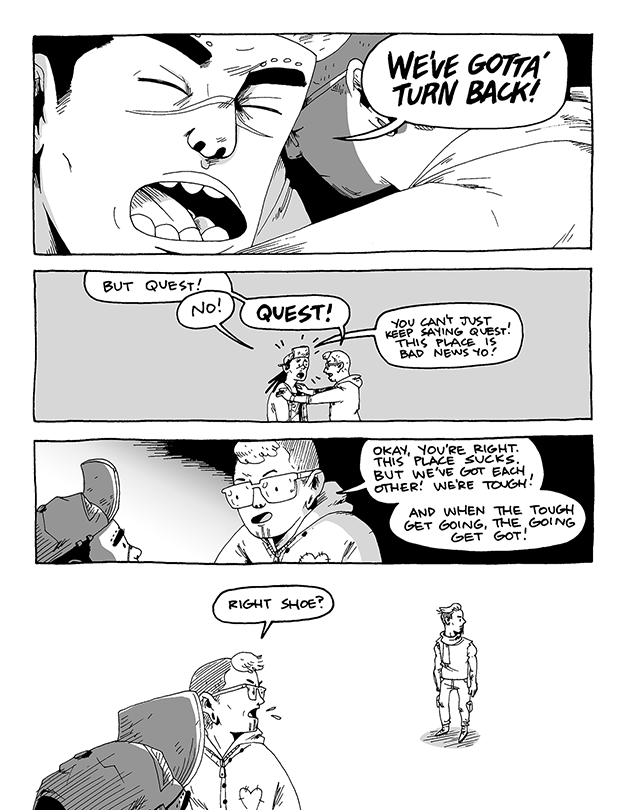 WE'VE GOTTA'
TURN BACK!
BUT QUEST!
NO!
QUEST!
YOU CAN'T JUST
KEEP SAYING QUEST!
THIS PLACE IS
BAD NEWS YO!
OKAY, YOU'RE RIGHT.
THIS PLACE SUCKS.
BUT WE'VE GOT EACH
OTHER! WE'RE TOUGH!
AND WHEN THE TOUGH
GET GOING, THE GOING
GET GOT!
RIGHT SHOE?